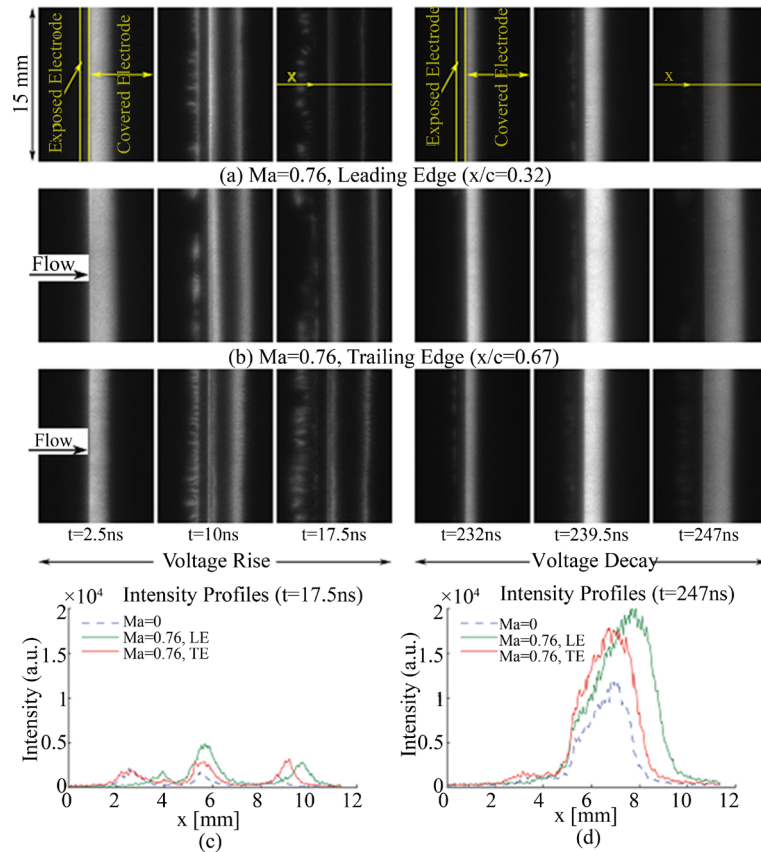 15 mm
Exposed Electrode
Covered Electrode
x
Exposed Electrode
Covered Electrode
x
(a) Ma=0.76, Leading Edge (x/c=0.32)
Flow
(b) Ma=0.76, Trailing Edge (x/c=0.67)
Flow
t=2.5ns t=10ns t=17.5ns t=232ns t=239.5ns t=247ns
Voltage Rise Voltage Decay
×10⁴ Intensity Profiles (t=17.5ns)
2
1.5
1
0.5
0
Intensity (a.u.)
Ma=0
Ma=0.76, LE
Ma=0.76, TE
0 2 4 6 8 10 12
x [mm]
(c)
×10⁴ Intensity Profiles (t=247ns)
2
1.5
1
0.5
0
Intensity (a.u.)
Ma=0
Ma=0.76, LE
Ma=0.76, TE
0 2 4 6 8 10 12
x [mm]
(d)